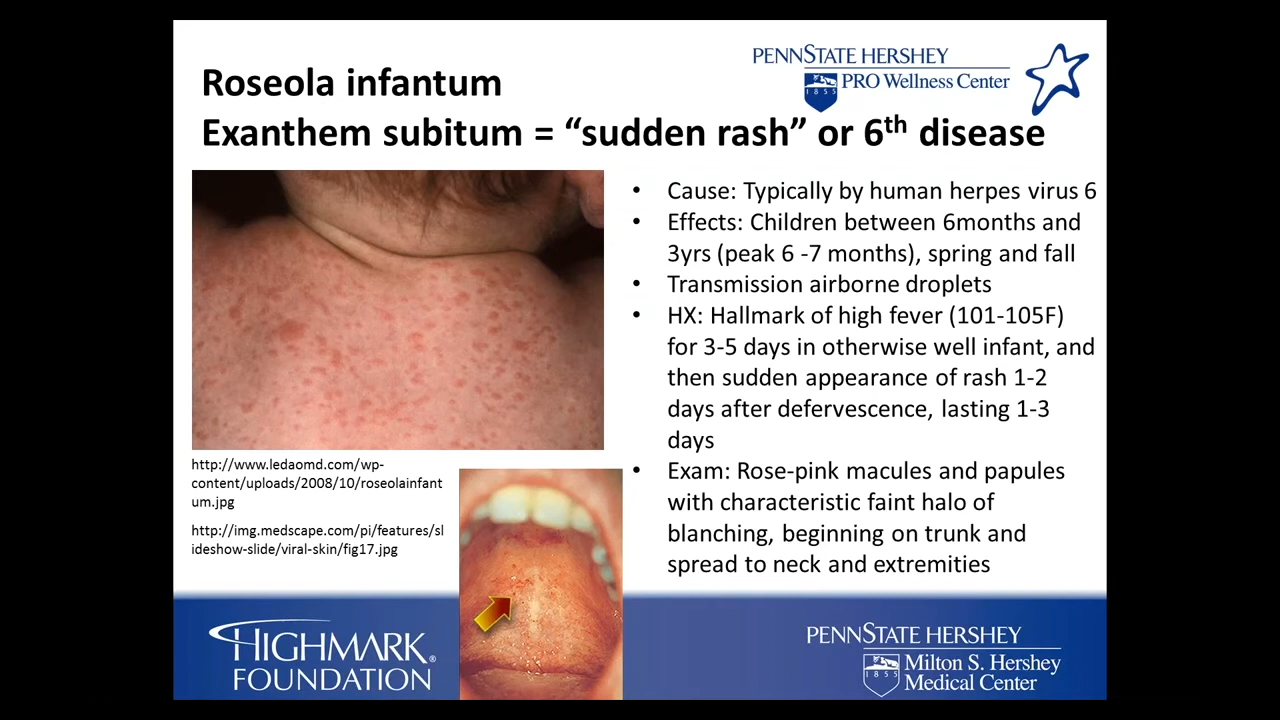 Roseola infantum
Exanthem subitum = “sudden rash” or 6th disease
PENNSTATE HERSHEY
PRO Wellness Center
1855
• Cause: Typically by human herpes virus 6
• Effects: Children between 6months and
3yrs (peak 6 -7 months), spring and fall
• Transmission airborne droplets
• HX: Hallmark of high fever (101-105F)
for 3-5 days in otherwise well infant, and
then sudden appearance of rash 1-2
days after defervescence, lasting 1-3
days
• Exam: Rose-pink macules and papules
with characteristic faint halo of
blanching, beginning on trunk and
spread to neck and extremities
http://www.ledaomd.com/wp-
content/uploads/2008/10/roseolainfant
um.jpg
http://img.medscape.com/pi/features/sl
ideshow-slide/viral-skin/fig17.jpg
HIGHMARK®
FOUNDATION
PENNSTATE HERSHEY
1855
Milton S. Hershey
Medical Center